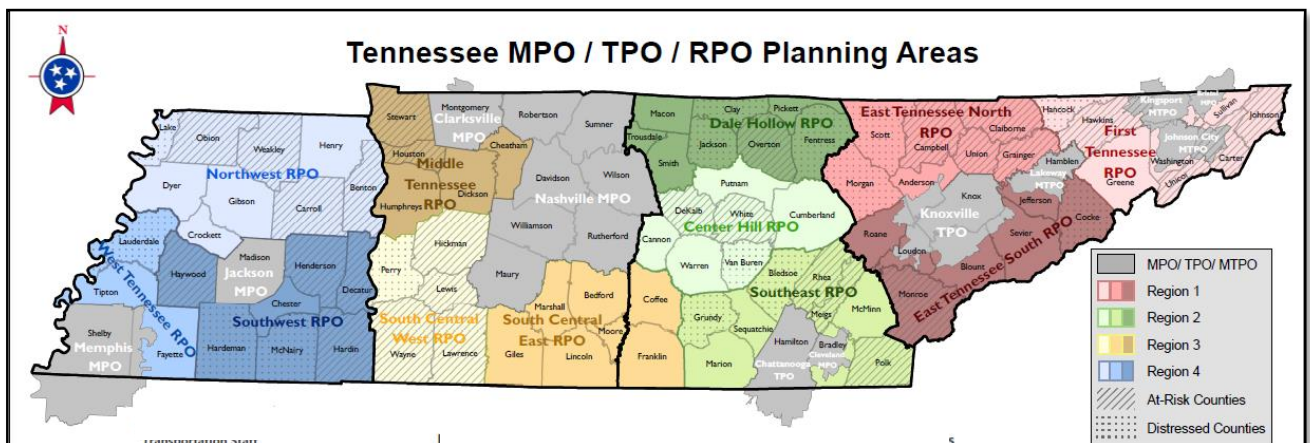 N
Tennessee MPO / TPO / RPO Planning Areas
Lake
Obion
Weakley
Henry
Northwest RPO
Dyer
Gibson
Carroll
Benton
Crockett
Lauderdale
Haywood
Madison
Jackson
MPO
Henderson
Decatur
West Tennessee RPO
Tipton
Chester
Southwest RPO
Shelby
Memphis
MPO
Fayette
Hardeman
McNairy
Hardin
Stewart
Montgomery
Clarksville
MPO
Robertson
Sumner
Houston
Cheatham
Middle
Tennessee
RPO
Dickson
Humphreys
Davidson
Wilson
Nashville MPO
Williamson
Rutherford
Hickman
Perry
Lewis
Maury
South Central
West RPO
Wayne
Lawrence
Marshall
Bedford
South Central
East RPO
Moore
Giles
Lincoln
Coffee
Franklin
Macon
Clay
Pickett
Trousdale
Dale Hollow RPO
Jackson
Overton
Fentress
Smith
Putnam
DeKalb
White
Cumberland
Center Hill RPO
Cannon
Warren
Van Buren
Bledsoe
Rhea
Southeast RPO
McMinn
Meigs
Grundy
Sequatchie
Hamilton
Bradley
Cleveland
MPO
Marion
Chattanooga
TPO
Polk
East Tennessee North
RPO
Scott
Campbell
Claiborne
Union
Grainger
Morgan
Anderson
Hancock
Hawkins
Kingsport
MTPO
MPO
Sullivan
Johnson
First
Tennessee
RPO
Johnson City
MTPO
Washington
Carter
Unicoi
Greene
Hamblen
Lakeway
MTPO
Knox
Knoxville
TPO
Jefferson
Cocke
Roane
Loudon
Sevier
Blount
Monroe
East Tennessee South RPO
MPO/ TPO/ MTPO
Region 1
Region 2
Region 3
Region 4
At-Risk Counties
Distressed Counties